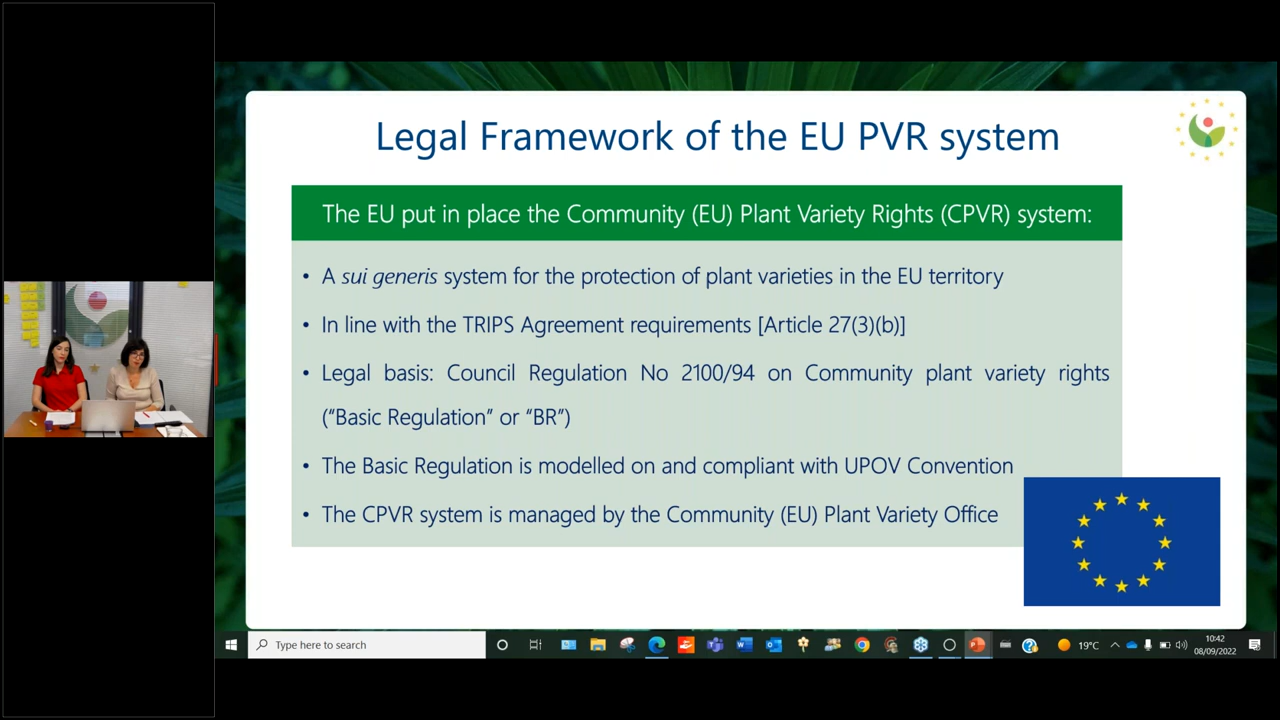 Legal Framework of the EU PVR system
The EU put in place the Community (EU) Plant Variety Rights (CPVR) system:
• A sui generis system for the protection of plant varieties in the EU territory
• In line with the TRIPS Agreement requirements [Article 27(3)(b)]
• Legal basis: Council Regulation No 2100/94 on Community plant variety rights
(“Basic Regulation” or “BR”)
• The Basic Regulation is modelled on and compliant with UPOV Convention
• The CPVR system is managed by the Community (EU) Plant Variety Office
Type here to search
19°C
10:42
08/09/2022